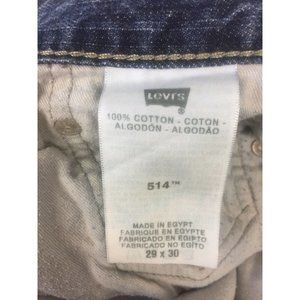 Levi's
®
100% COTTON - COTON -
ALGODÓN - ALGODÃO
514™
MADE IN EGYPT
FABRIQUE EN EGYPTE
FABRICADO EN EGIPTO
FABRICADO NO EGITO
29 x 30